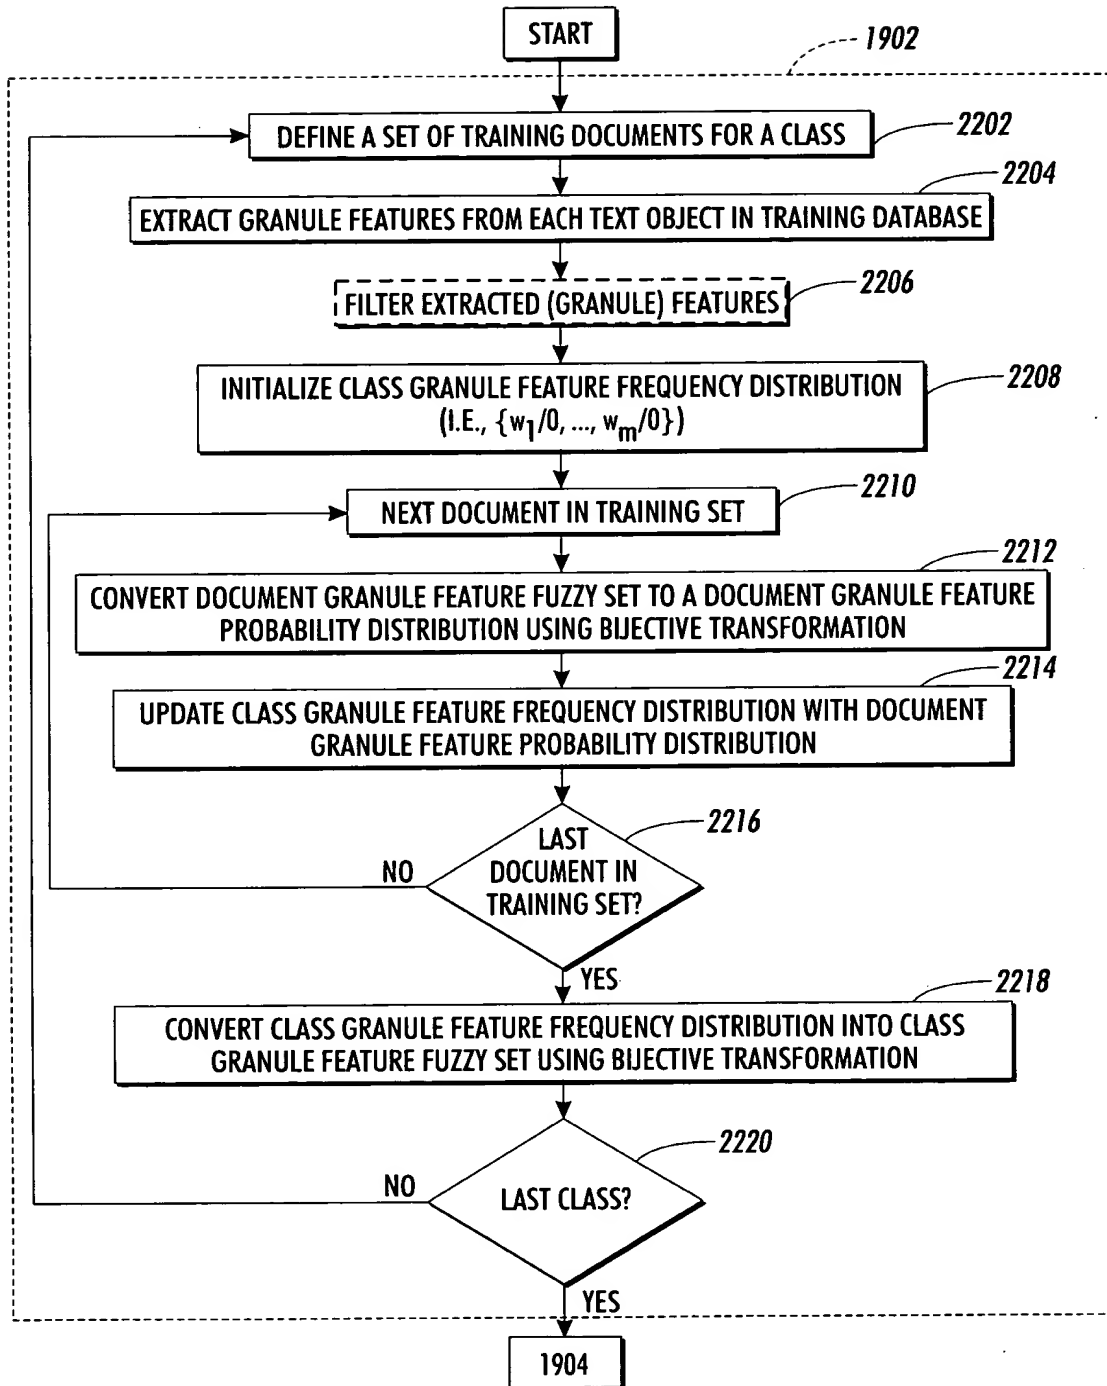 START
1902
DEFINE A SET OF TRAINING DOCUMENTS FOR A CLASS
2202
2204
EXTRACT GRANULE FEATURES FROM EACH TEXT OBJECT IN TRAINING DATABASE
FILTER EXTRACTED (GRANULE) FEATURES
2206
INITIALIZE CLASS GRANULE FEATURE FREQUENCY DISTRIBUTION
(I.E., {w1/0, ..., wm/0})
2208
NEXT DOCUMENT IN TRAINING SET
2210
2212
CONVERT DOCUMENT GRANULE FEATURE FUZZY SET TO A DOCUMENT GRANULE FEATURE
PROBABILITY DISTRIBUTION USING BIJECTIVE TRANSFORMATION
2214
UPDATE CLASS GRANULE FEATURE FREQUENCY DISTRIBUTION WITH DOCUMENT
GRANULE FEATURE PROBABILITY DISTRIBUTION
2216
LAST
DOCUMENT IN
TRAINING SET?
NO
YES
2218
CONVERT CLASS GRANULE FEATURE FREQUENCY DISTRIBUTION INTO CLASS
GRANULE FEATURE FUZZY SET USING BIJECTIVE TRANSFORMATION
2220
LAST CLASS?
NO
YES
1904